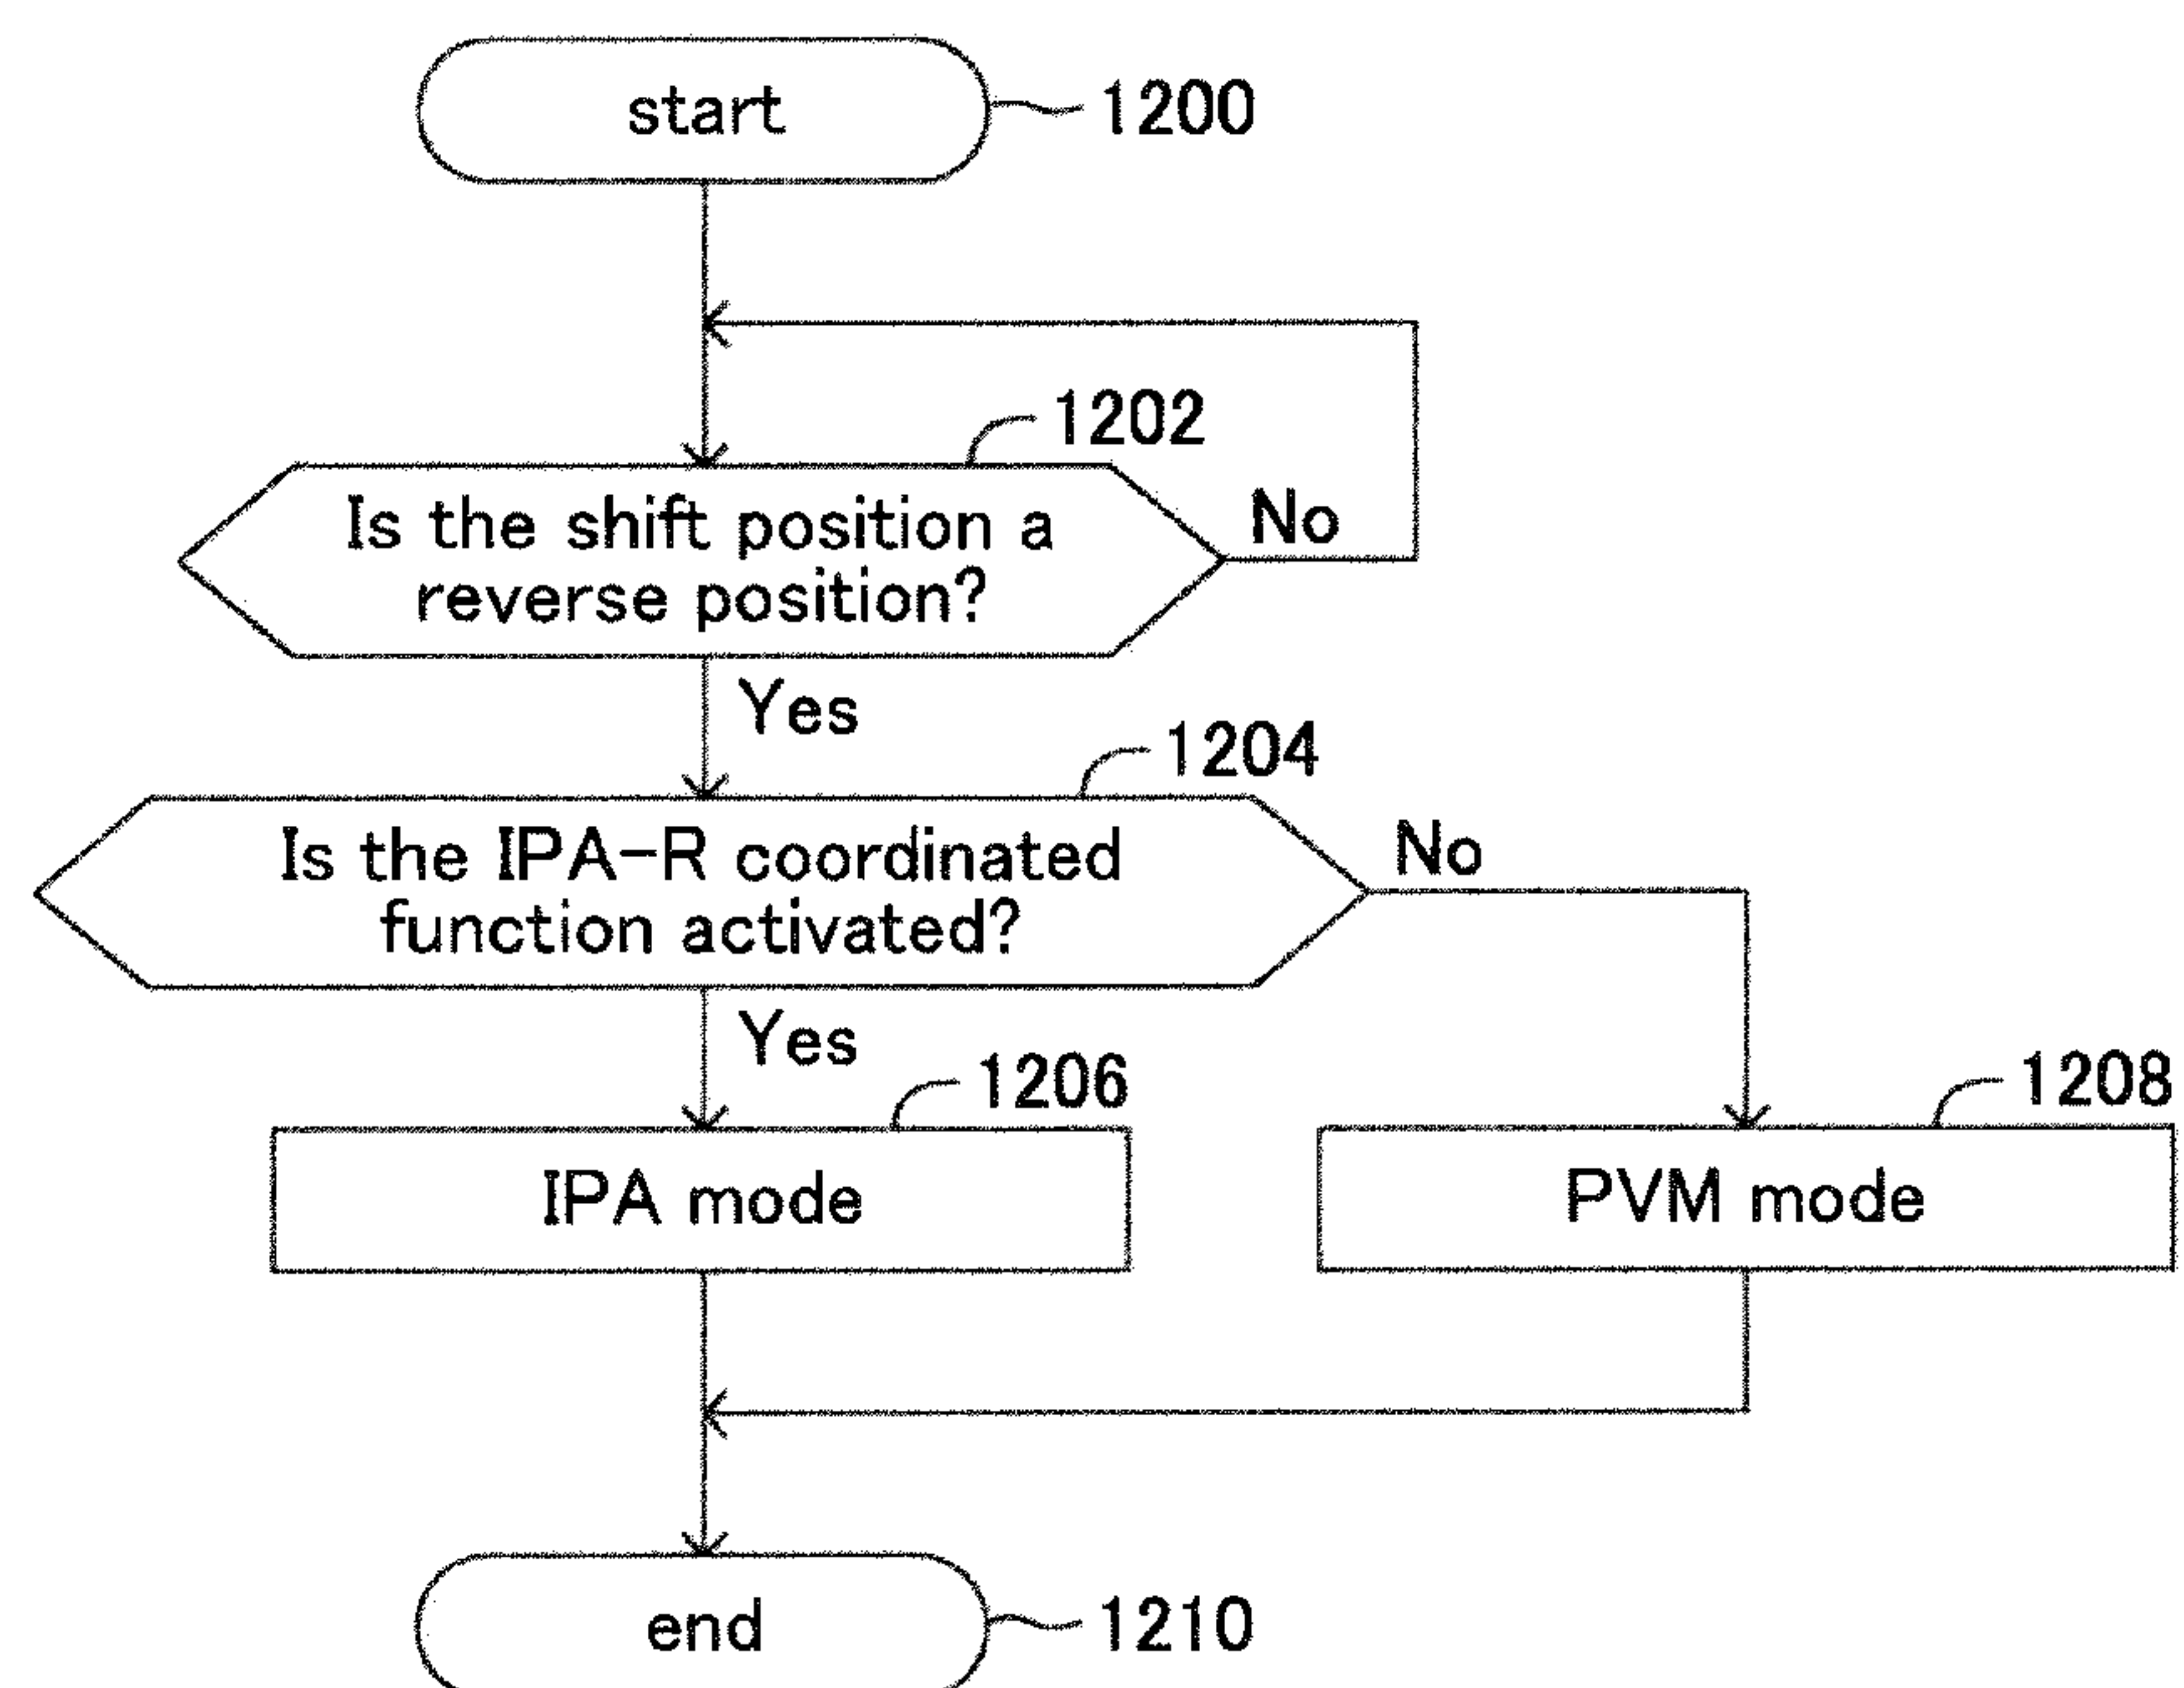 start
1200
1202
Is the shift position a
reverse position?
No
Yes
1204
Is the IPA-R coordinated
function activated?
No
Yes
1206
IPA mode
1208
PVM mode
end
1210